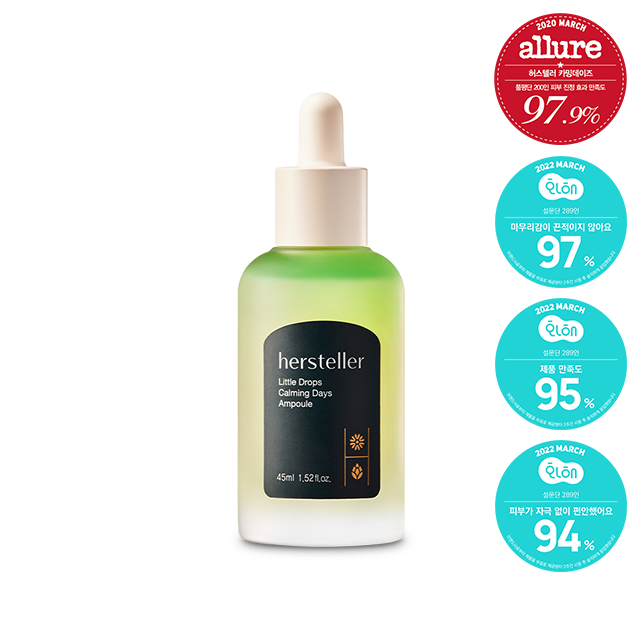 hersteller
Little Drops
Calming Days
Ampoule
45ml 1.52fl.oz.
2020 MARCH
allure
허스텔러 카밍데이즈
품평단 200인 피부 진정 효과 만족도
97.9%
2022 MARCH
언니
설문단 289인
마무리감이 끈적이지 않아요
97%
2022 MARCH
설문단 289인
제품 만족도
95%
2022 MARCH
설문단 289인
피부가 자극 없이 편안했어요
94%